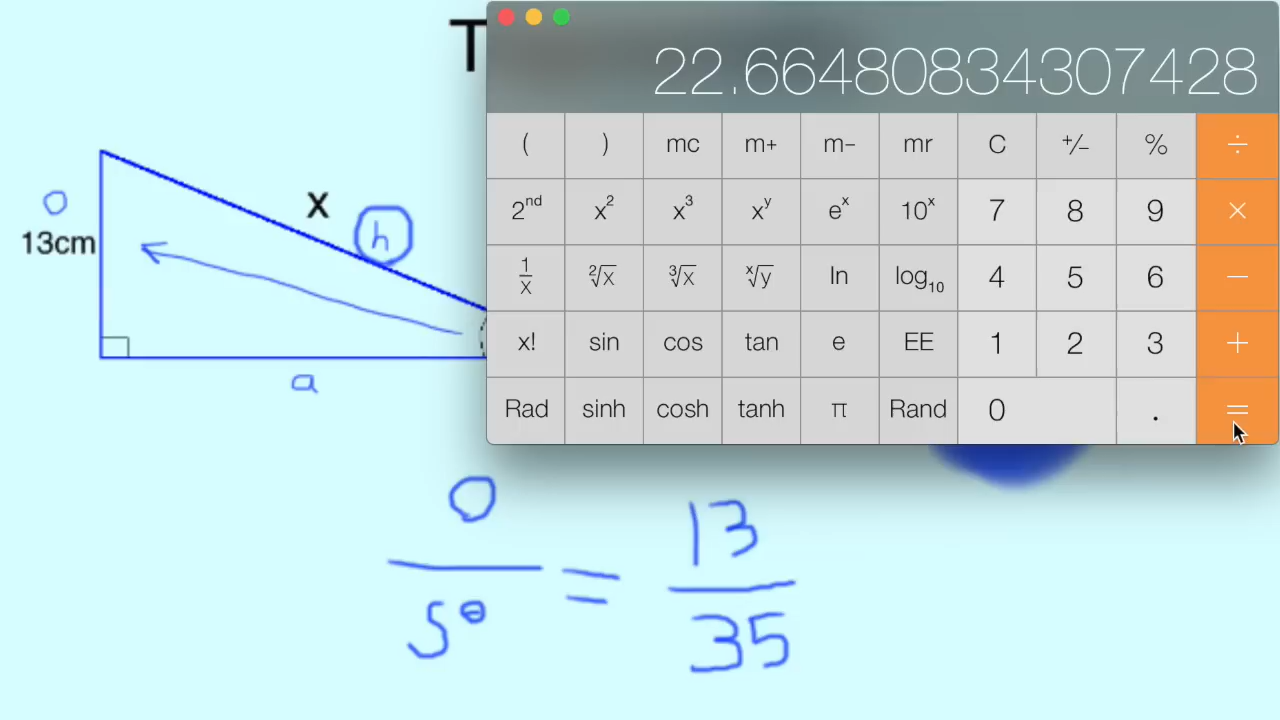 T
22.66480834307428
( ) mc m+ m− mr C +/− % ÷
2nd x2 x3 xy ex 10x 7 8 9 ×
1/x 2√x 3√x x√y ln log10 4 5 6 −
x! sin cos tan e EE 1 2 3 +
Rad sinh cosh tanh π Rand 0 . =
o
13cm
x
h
a
o/sθ = 13/35